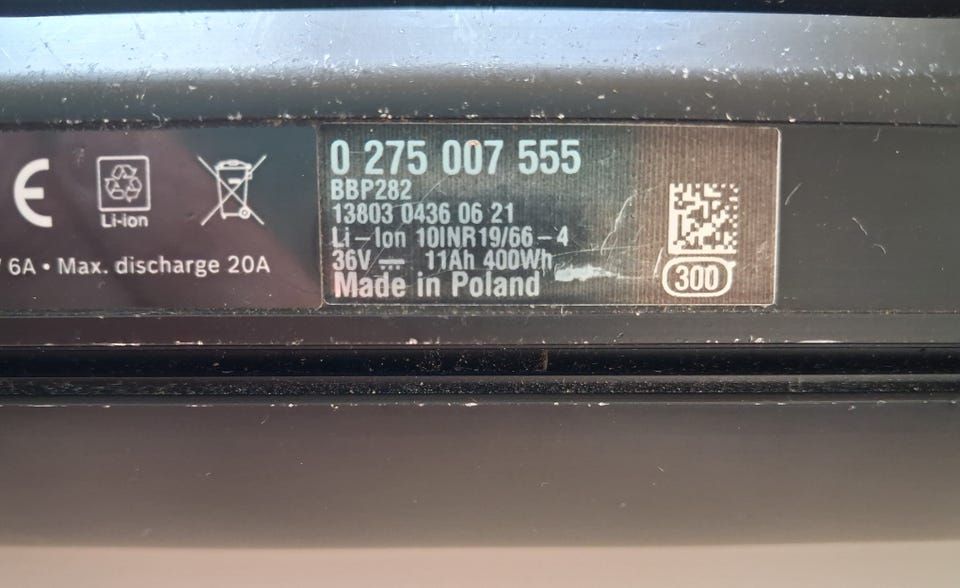 CE
Li-ion
6A • Max. discharge 20A
0 275 007 555
BBP282
13803 0436 06 21
Li – Ion 10INR19/66 – 4
36V ⎓ 11Ah 400Wh
Made in Poland
300